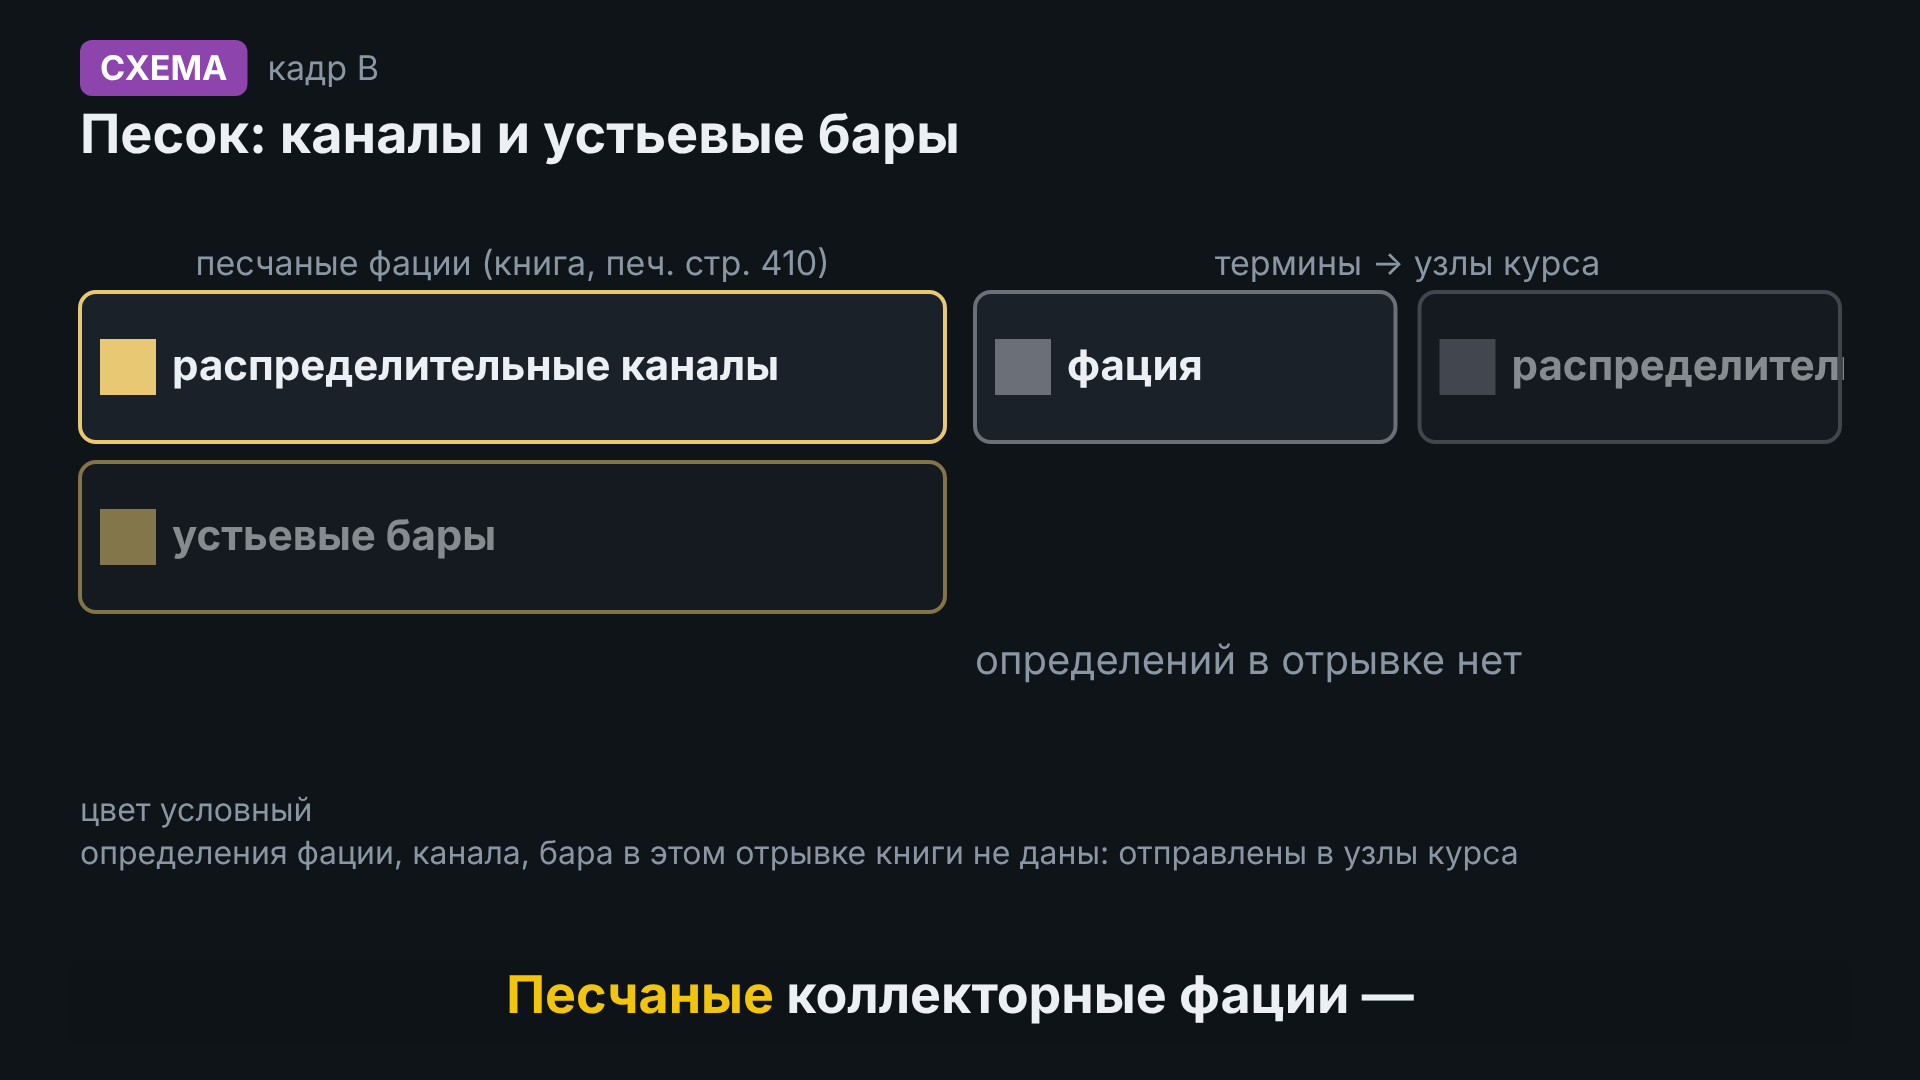 СХЕМА кадр B
Песок: каналы и устьевые бары
песчаные фации (книга, печ. стр. 410)
термины → узлы курса
распределительные каналы
фация
распределител
устьевые бары
определений в отрывке нет
цвет условный
определения фации, канала, бара в этом отрывке книги не даны: отправлены в узлы курса
Песчаные коллекторные фации —